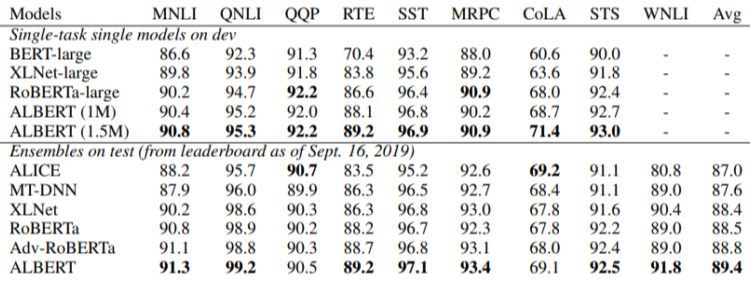 Models MNLI QNLI QQP RTE SST MRPC CoLA STS WNLI Avg
Single-task single models on dev
BERT-large 86.6 92.3 91.3 70.4 93.2 88.0 60.6 90.0 - -
XLNet-large 89.8 93.9 91.8 83.8 95.6 89.2 63.6 91.8 - -
RoBERTa-large 90.2 94.7 92.2 86.6 96.4 90.9 68.0 92.4 - -
ALBERT (1M) 90.4 95.2 92.0 88.1 96.8 90.2 68.7 92.7 - -
ALBERT (1.5M) 90.8 95.3 92.2 89.2 96.9 90.9 71.4 93.0 - -
Ensembles on test (from leaderboard as of Sept. 16, 2019)
ALICE 88.2 95.7 90.7 83.5 95.2 92.6 69.2 91.1 80.8 87.0
MT-DNN 87.9 96.0 89.9 86.3 96.5 92.7 68.4 91.1 89.0 87.6
XLNet 90.2 98.6 90.3 86.3 96.8 93.0 67.8 91.6 90.4 88.4
RoBERTa 90.8 98.9 90.2 88.2 96.7 92.3 67.8 92.2 89.0 88.5
Adv-RoBERTa 91.1 98.8 90.3 88.7 96.8 93.1 68.0 92.4 89.0 88.8
ALBERT 91.3 99.2 90.5 89.2 97.1 93.4 69.1 92.5 91.8 89.4